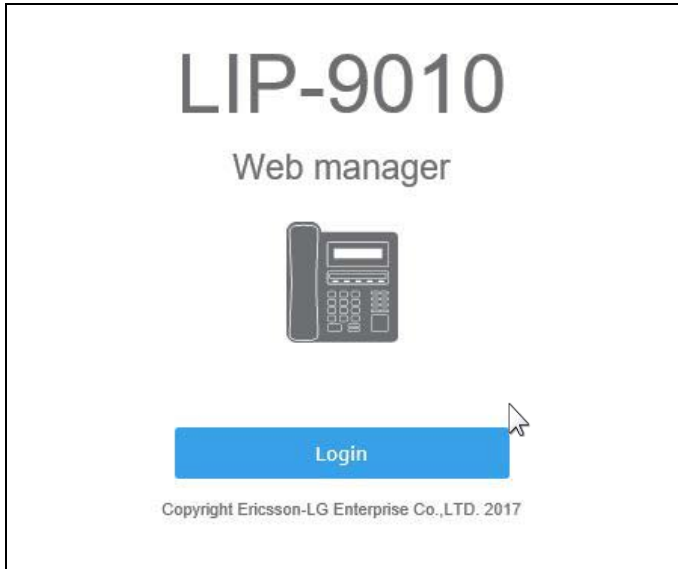 LIP-9010
Web manager
Login
Copyright Ericsson-LG Enterprise Co.,LTD. 2017